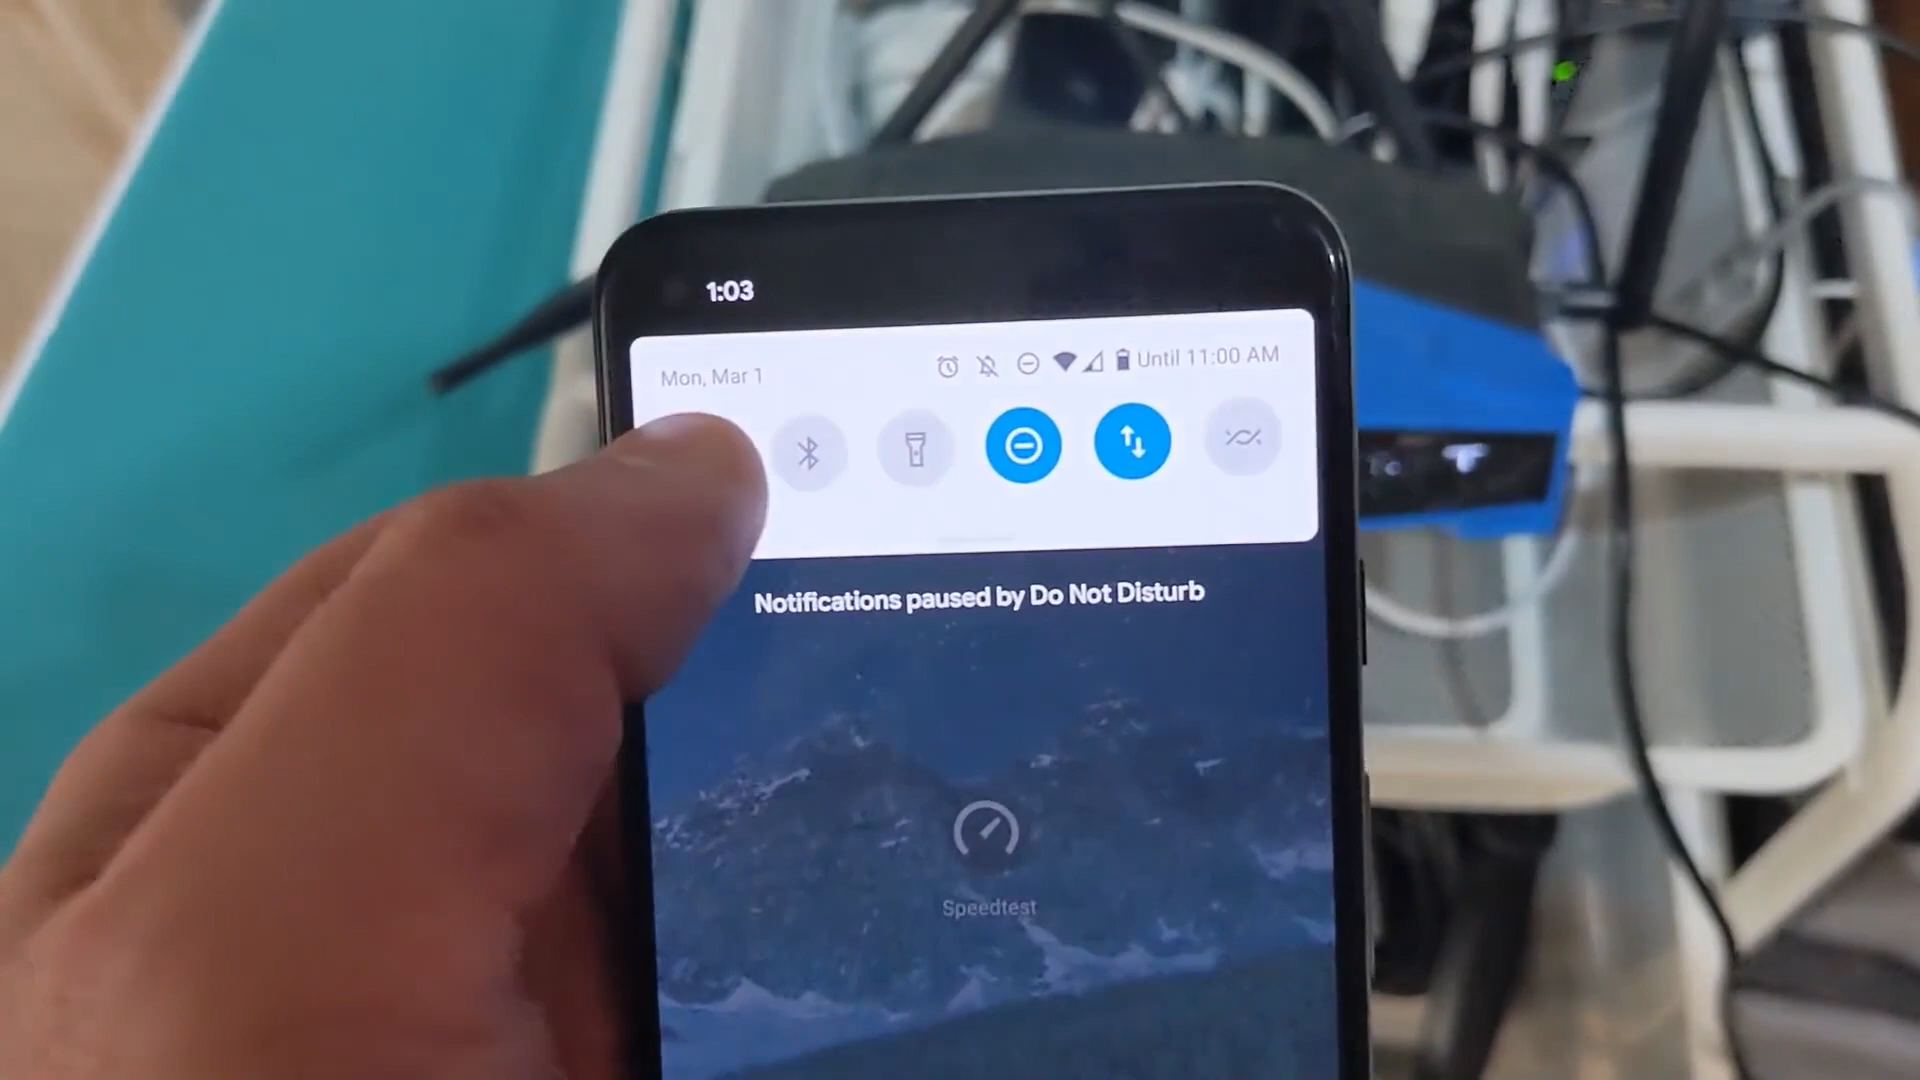 1:03
Mon, Mar 1
Until 11:00 AM
Notifications paused by Do Not Disturb
Speedtest